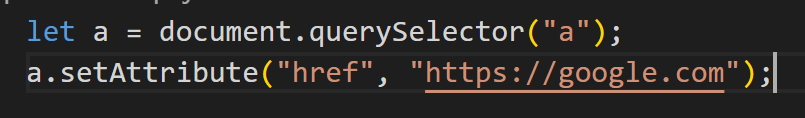 let a = document.querySelector("a");
a.setAttribute("href", "https://google.com");